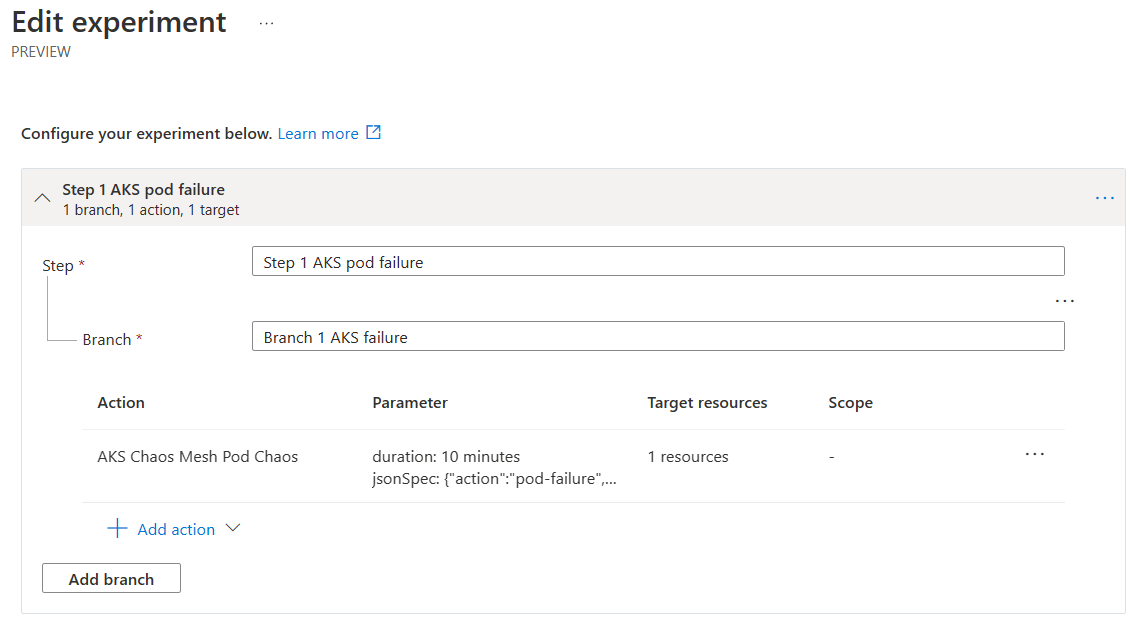 Edit experiment ...
PREVIEW
Configure your experiment below. Learn more
Step 1 AKS pod failure
1 branch, 1 action, 1 target
...
Step *
Step 1 AKS pod failure
...
Branch *
Branch 1 AKS failure
Action Parameter Target resources Scope
AKS Chaos Mesh Pod Chaos duration: 10 minutes 1 resources - ...
jsonSpec: {"action":"pod-failure",...
Add action
Add branch